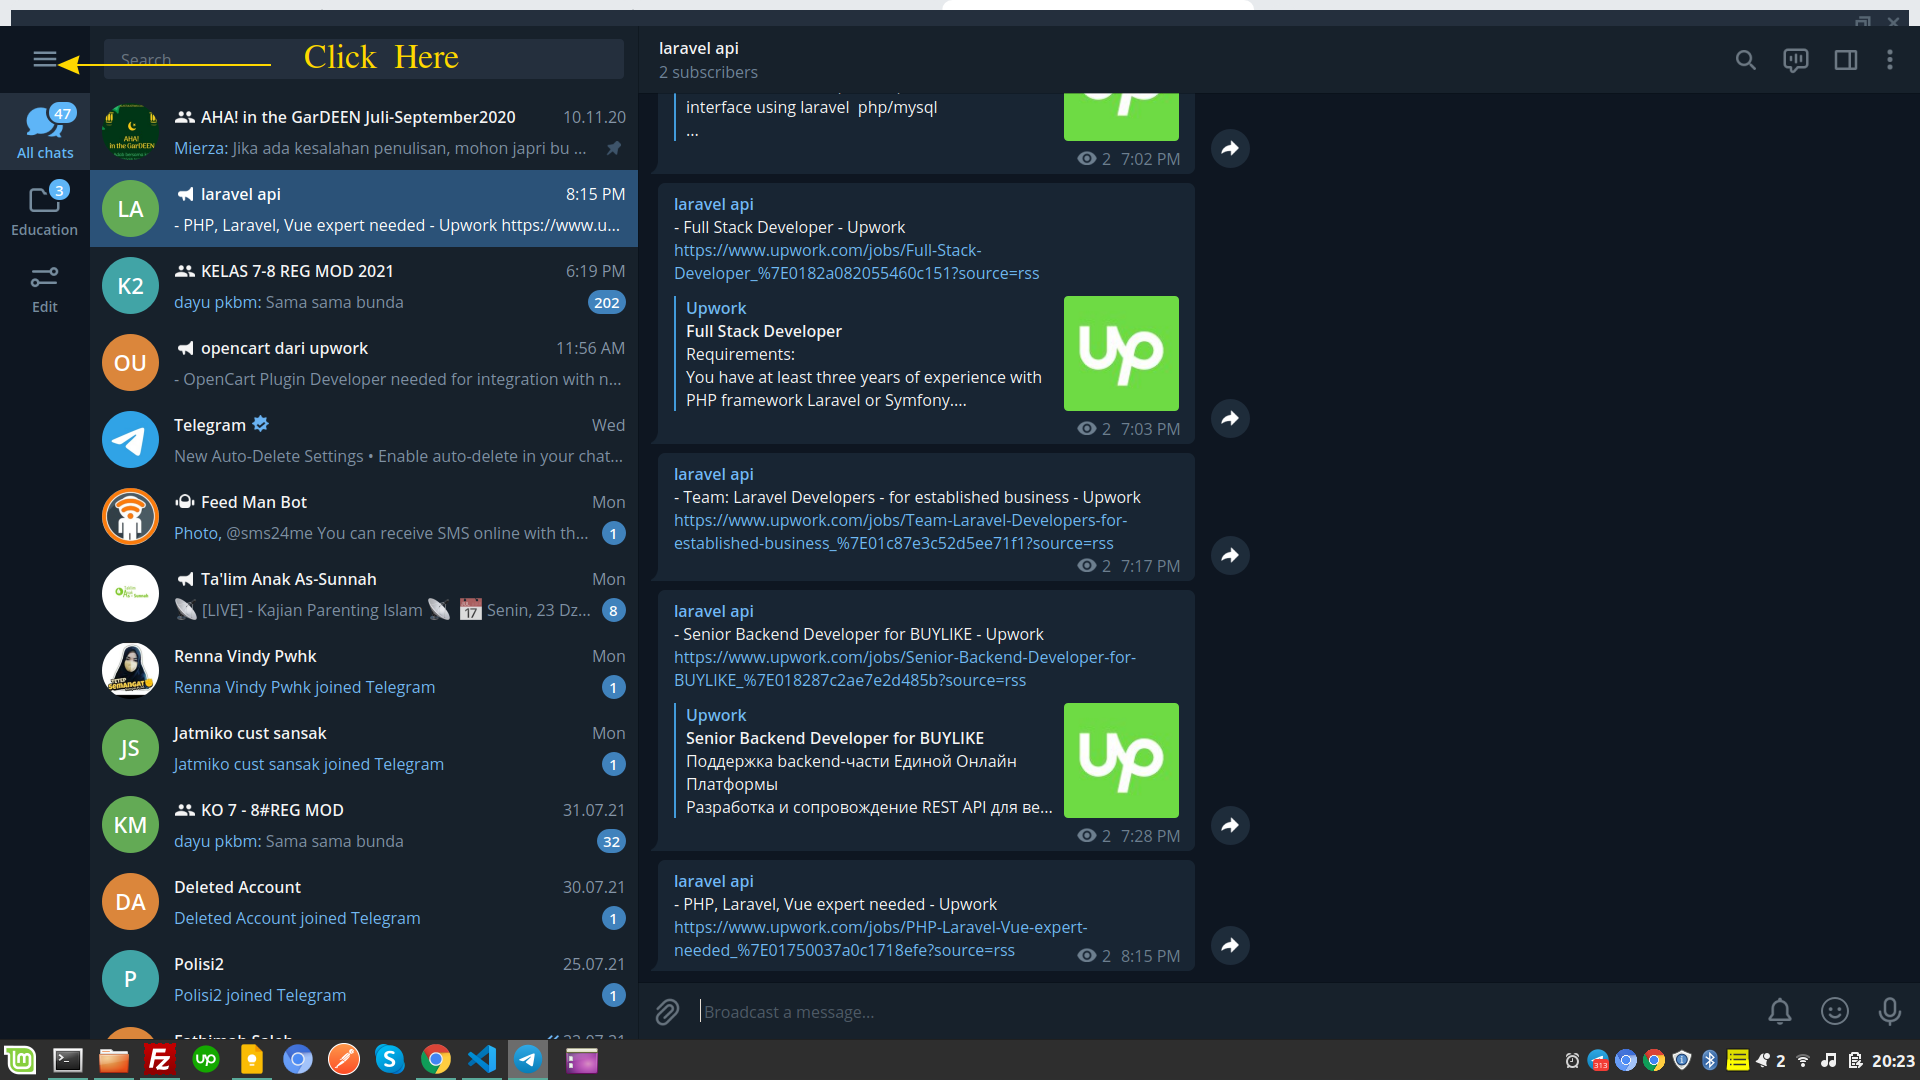 Search
Click Here
47
All chats
3
Education
Edit
AHA! in the GarDEEN Juli-September2020 10.11.20
Mierza: Jika ada kesalahan penulisan, mohon japri bu ...
AHA!
in the GarDEEN
LA
laravel api 8:15 PM
- PHP, Laravel, Vue expert needed - Upwork https://www.u...
K2
KELAS 7-8 REG MOD 2021 6:19 PM
dayu pkbm: Sama sama bunda 202
OU
opencart dari upwork 11:56 AM
- OpenCart Plugin Developer needed for integration with n...
Telegram Wed
New Auto-Delete Settings • Enable auto-delete in your chat...
Feed Man Bot Mon
Photo, @sms24me You can receive SMS online with th... 1
Ta'lim Anak As-Sunnah Mon
[LIVE] - Kajian Parenting Islam 17 Senin, 23 Dz... 8
Renna Vindy Pwhk Mon
Renna Vindy Pwhk joined Telegram 1
SEMANGAT
JS
Jatmiko cust sansak Mon
Jatmiko cust sansak joined Telegram 1
KM
KO 7 - 8#REG MOD 31.07.21
dayu pkbm: Sama sama bunda 32
DA
Deleted Account 30.07.21
Deleted Account joined Telegram 1
P
Polisi2 25.07.21
Polisi2 joined Telegram 1
laravel api
2 subscribers
interface using laravel php/mysql
...
2 7:02 PM
laravel api
- Full Stack Developer - Upwork
https://www.upwork.com/jobs/Full-Stack-
Developer_%7E0182a082055460c151?source=rss
Upwork
Full Stack Developer
Requirements:
You have at least three years of experience with
PHP framework Laravel or Symfony....
up
2 7:03 PM
laravel api
- Team: Laravel Developers - for established business - Upwork
https://www.upwork.com/jobs/Team-Laravel-Developers-for-
established-business_%7E01c87e3c52d5ee71f1?source=rss
2 7:17 PM
laravel api
- Senior Backend Developer for BUYLIKE - Upwork
https://www.upwork.com/jobs/Senior-Backend-Developer-for-
BUYLIKE_%7E018287c2ae7e2d485b?source=rss
Upwork
Senior Backend Developer for BUYLIKE
Поддержка backend-части Единой Онлайн
Платформы
Разработка и сопровождение REST API для ве...
up
2 7:28 PM
laravel api
- PHP, Laravel, Vue expert needed - Upwork
https://www.upwork.com/jobs/PHP-Laravel-Vue-expert-
needed_%7E01750037a0c1718efe?source=rss
2 8:15 PM
Broadcast a message...
Fz
up
S
313
2
20:23